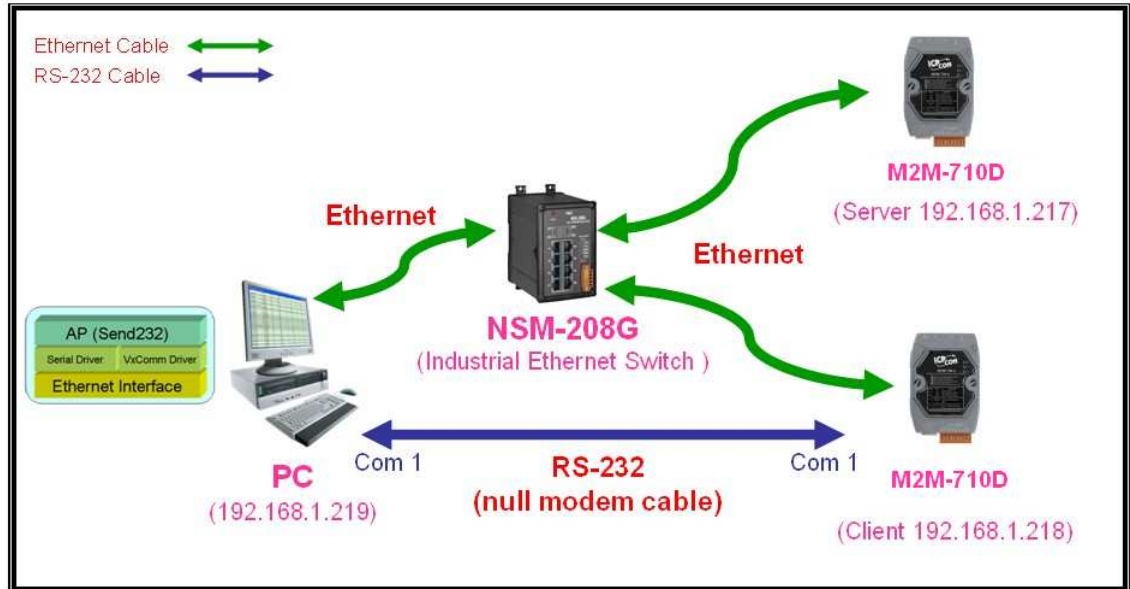 Ethernet Cable
RS-232 Cable
M2M-710D
(Server 192.168.1.217)
Ethernet
Ethernet
NSM-208G
(Industrial Ethernet Switch )
AP (Send232)
Serial Driver VxComm Driver
Ethernet Interface
Com 1
Com 1
PC
(192.168.1.219)
RS-232
(null modem cable)
M2M-710D
(Client 192.168.1.218)